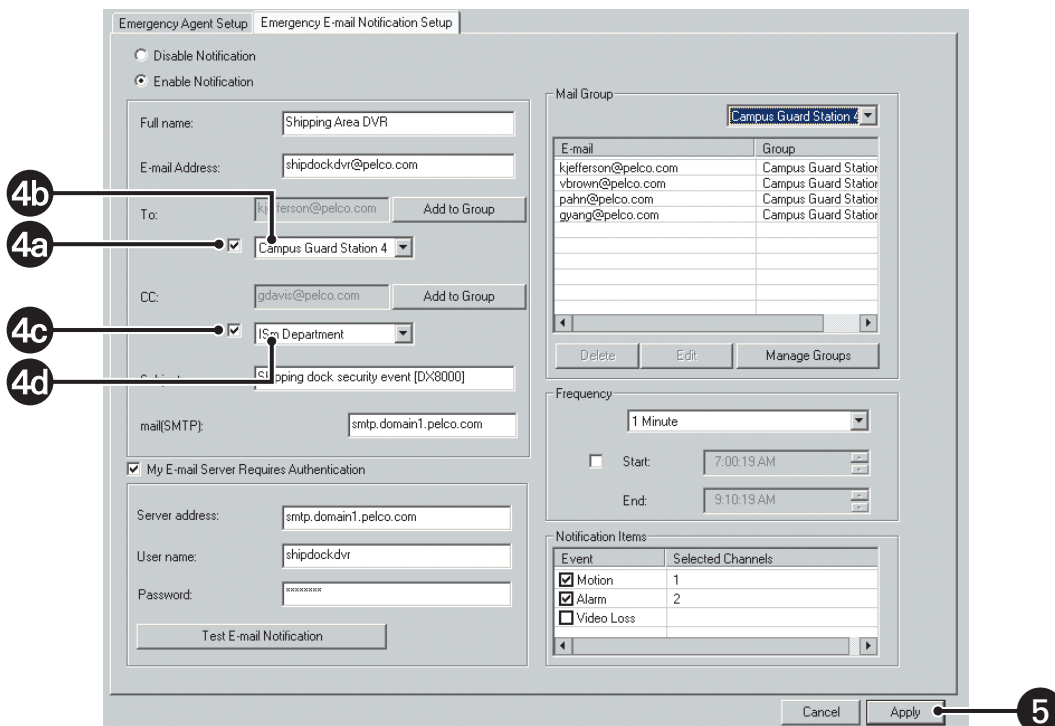 Emergency Agent Setup
Emergency E-mail Notification Setup
Disable Notification
Enable Notification
Full name:
Shipping Area DVR
E-mail Address:
shipdockdvr@pelco.com
4b
To:
Add to Group
4a
Campus Guard Station 4
CC:
gdavis@pelco.com
Add to Group
4c
ISm Department
4d
Shipping dock security event [DX8000]
mail(SMTP):
smtp.domain1.pelco.com
My E-mail Server Requires Authentication
Server address:
smtp.domain1.pelco.com
User name:
shipdockdvr
Password:
********
Test E-mail Notification
Mail Group
Campus Guard Station 4
E-mail Group
kjefferson@pelco.com Campus Guard Station
vbrown@pelco.com Campus Guard Station
pahn@pelco.com Campus Guard Station
gyang@pelco.com Campus Guard Station
Delete
Edit
Manage Groups
Frequency
1 Minute
Start:
7:00:19 AM
End:
9:10:19 AM
Notification Items
Event Selected Channels
Motion 1
Alarm 2
Video Loss
Cancel
Apply
5